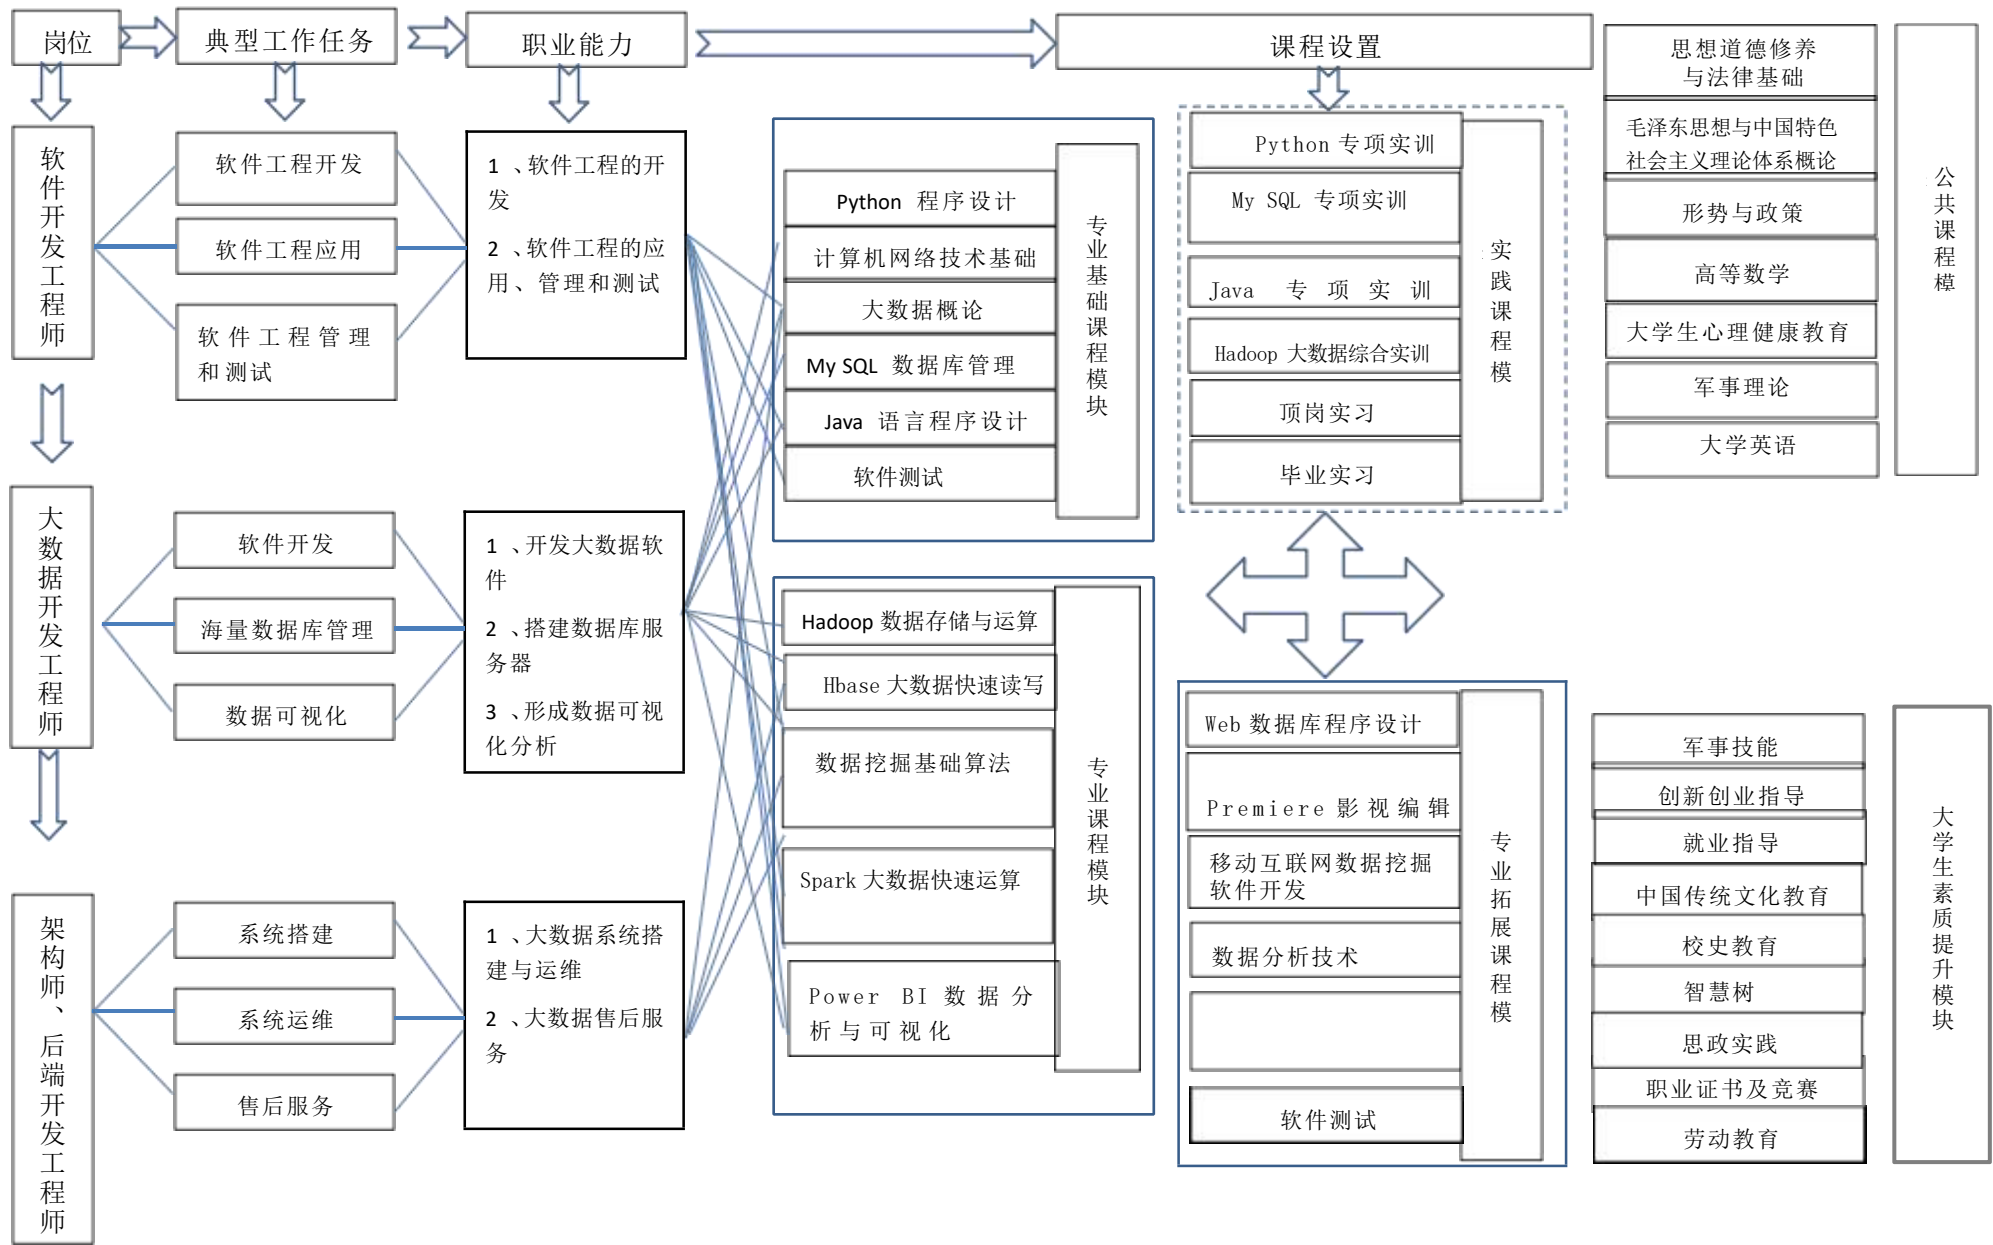 岗位
典型工作任务
职业能力
课程设置
软件开发工程师
软件工程开发
软件工程应用
软件工程管理
和测试
1 、软件工程的开
发
2 、软件工程的应
用、管理和测试
大数据开发工程师
软件开发
海量数据库管理
数据可视化
1 、开发大数据软
件
2 、搭建数据库服
务器
3 、形成数据可视
化分析
架构师、后端开发工程师
系统搭建
系统运维
售后服务
1 、大数据系统搭
建与运维
2 、大数据售后服
务
Python 程序设计
计算机网络技术基础
大数据概论
My SQL 数据库管理
Java 语言程序设计
软件测试
专业基础课程模块
Hadoop 数据存储与运算
Hbase 大数据快速读写
数据挖掘基础算法
Spark 大数据快速运算
Power BI 数据分
析与可视化
专业课程模块
Python 专项实训
My SQL 专项实训
Java 专项实训
Hadoop 大数据综合实训
顶岗实习
毕业实习
实践课程模
Web 数据库程序设计
Premiere 影视编辑
移动互联网数据挖掘
软件开发
数据分析技术
软件测试
专业拓展课程模
思想道德修养
与法律基础
毛泽东思想与中国特色
社会主义理论体系概论
形势与政策
高等数学
大学生心理健康教育
军事理论
大学英语
公共课程模
军事技能
创新创业指导
就业指导
中国传统文化教育
校史教育
智慧树
思政实践
职业证书及竞赛
劳动教育
大学生素质提升模块